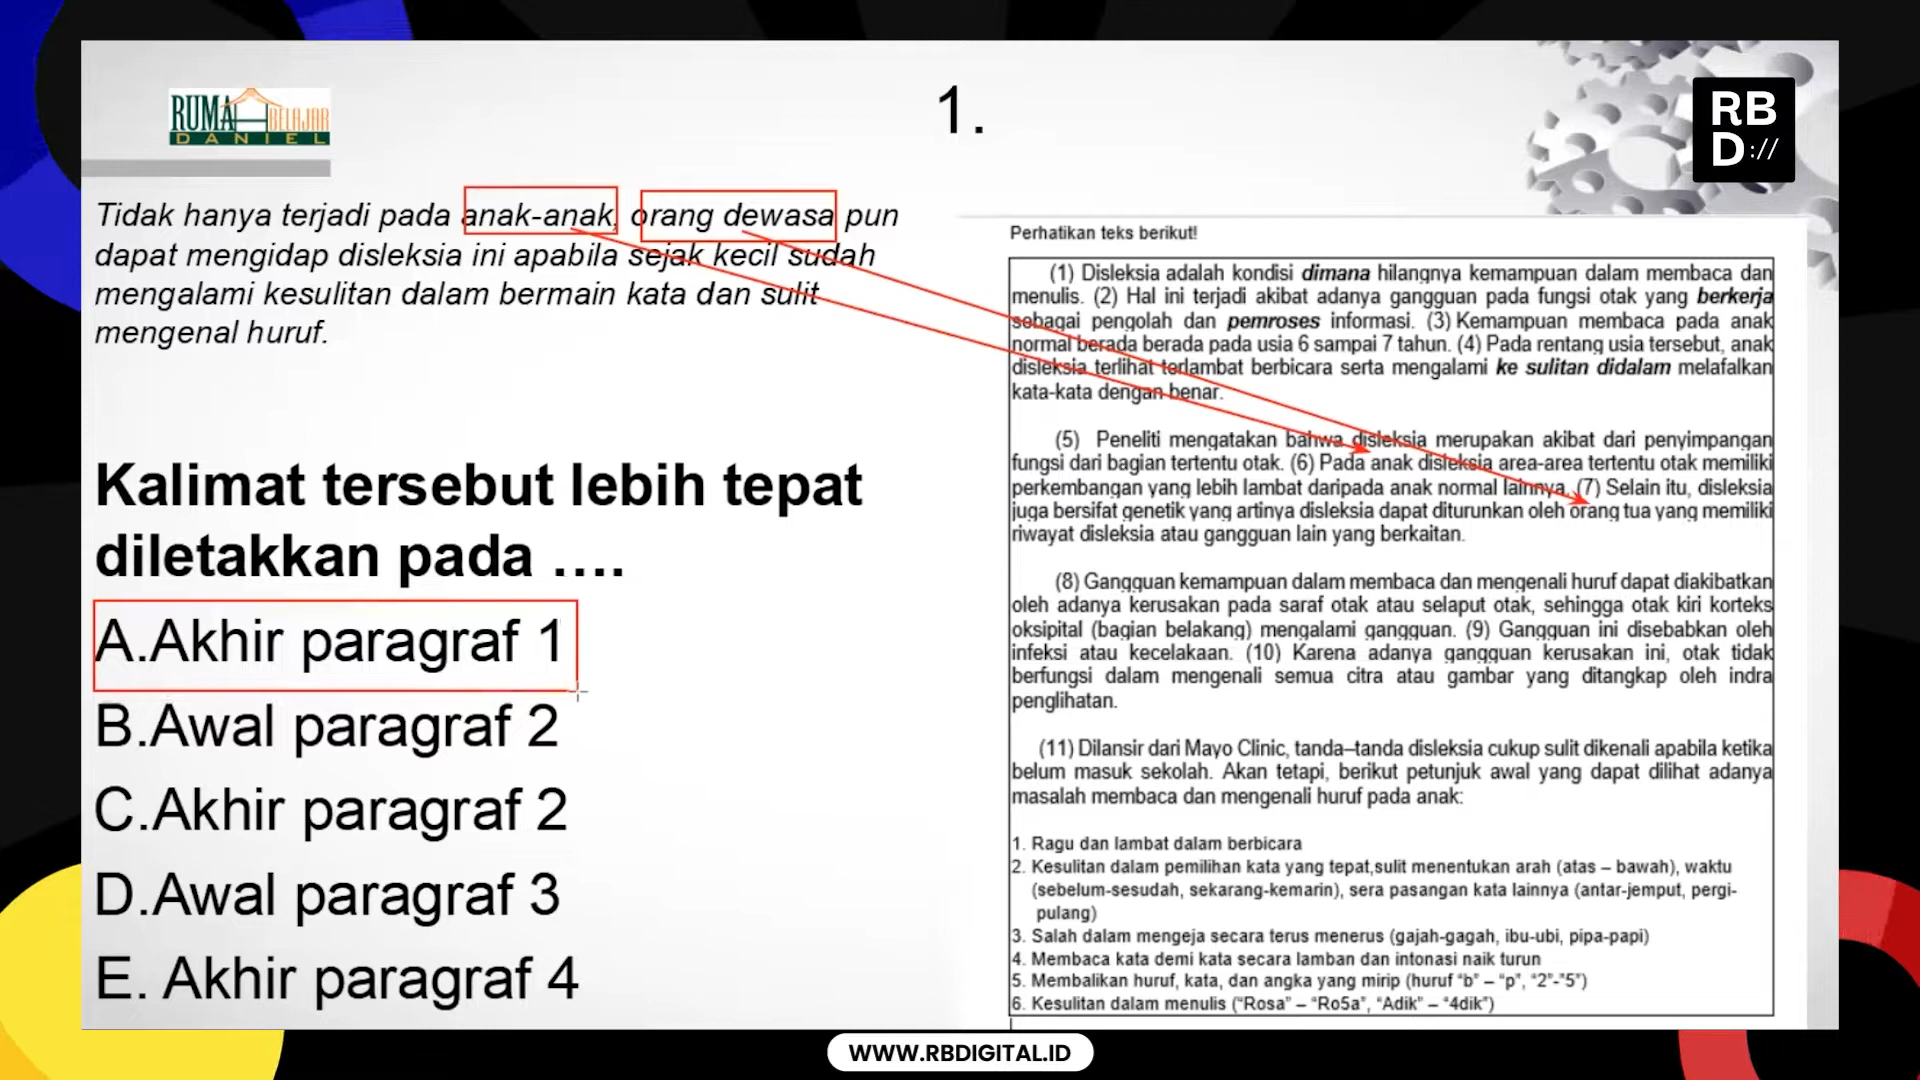 RUMA BELAJAR
DANIEL
1.
RB
D://
Tidak hanya terjadi pada anak-anak, orang dewasa pun
dapat mengidap disleksia ini apabila sejak kecil sudah
mengalami kesulitan dalam bermain kata dan sulit
mengenal huruf.
Kalimat tersebut lebih tepat
diletakkan pada ....
A.Akhir paragraf 1
B.Awal paragraf 2
C.Akhir paragraf 2
D.Awal paragraf 3
E. Akhir paragraf 4
Perhatikan teks berikut!
(1) Disleksia adalah kondisi dimana hilangnya kemampuan dalam membaca dan
menulis. (2) Hal ini terjadi akibat adanya gangguan pada fungsi otak yang berkerja
sebagai pengolah dan pemroses informasi. (3) Kemampuan membaca pada anak
normal berada berada pada usia 6 sampai 7 tahun. (4) Pada rentang usia tersebut, anak
disleksia terlihat terlambat berbicara serta mengalami ke sulitan didalam melafalkan
kata-kata dengan benar.
(5) Peneliti mengatakan bahwa disleksia merupakan akibat dari penyimpangan
fungsi dari bagian tertentu otak. (6) Pada anak disleksia area-area tertentu otak memiliki
perkembangan yang lebih lambat daripada anak normal lainnya. (7) Selain itu, disleksia
juga bersifat genetik yang artinya disleksia dapat diturunkan oleh orang tua yang memiliki
riwayat disleksia atau gangguan lain yang berkaitan.
(8) Gangguan kemampuan dalam membaca dan mengenali huruf dapat diakibatkan
oleh adanya kerusakan pada saraf otak atau selaput otak, sehingga otak kiri korteks
oksipital (bagian belakang) mengalami gangguan. (9) Gangguan ini disebabkan oleh
infeksi atau kecelakaan. (10) Karena adanya gangguan kerusakan ini, otak tidak
berfungsi dalam mengenali semua citra atau gambar yang ditangkap oleh indra
penglihatan.
(11) Dilansir dari Mayo Clinic, tanda–tanda disleksia cukup sulit dikenali apabila ketika
belum masuk sekolah. Akan tetapi, berikut petunjuk awal yang dapat dilihat adanya
masalah membaca dan mengenali huruf pada anak:
1. Ragu dan lambat dalam berbicara
2. Kesulitan dalam pemilihan kata yang tepat,sulit menentukan arah (atas – bawah), waktu
(sebelum-sesudah, sekarang-kemarin), sera pasangan kata lainnya (antar-jemput, pergi-
pulang)
3. Salah dalam mengeja secara terus menerus (gajah-gagah, ibu-ubi, pipa-papi)
4. Membaca kata demi kata secara lamban dan intonasi naik turun
5. Membalikan huruf, kata, dan angka yang mirip (huruf “b” – “p”, “2”-”5”)
6. Kesulitan dalam menulis (“Rosa” – “Ro5a”, “Adik” – “4dik”)
WWW.RBDIGITAL.ID